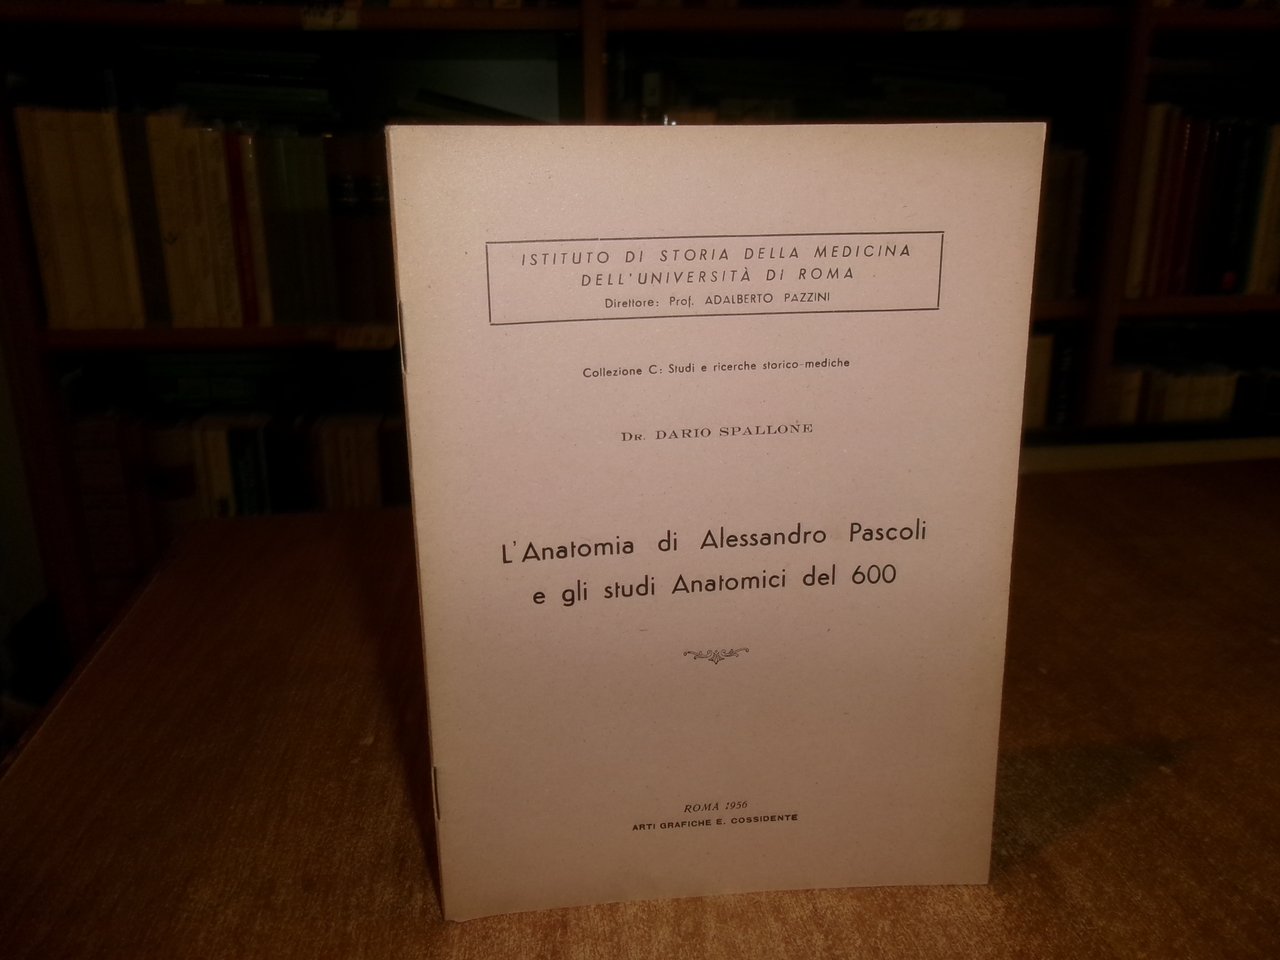 ISTITUTO DI STORIA DELLA MEDICINA
DELL'UNIVERSITÀ DI ROMA
Direttore: Prof. ADALBERTO PAZZINI
Collezione C: Studi e ricerche storico-mediche
DR. DARIO SPALLONE
L'Anatomia di Alessandro Pascoli
e gli studi Anatomici del 600
ROMA 1956
ARTI GRAFICHE E. COSSIDENTE